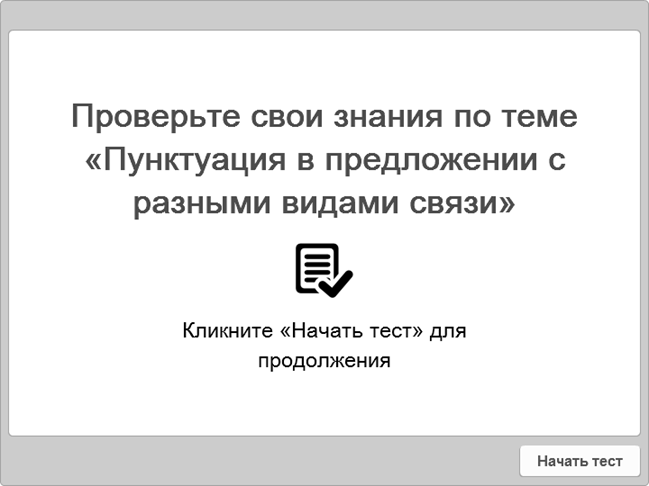 Проверьте свои знания по теме
«Пунктуация в предложении с
разными видами связи»
Кликните «Начать тест» для
продолжения
Начать тест